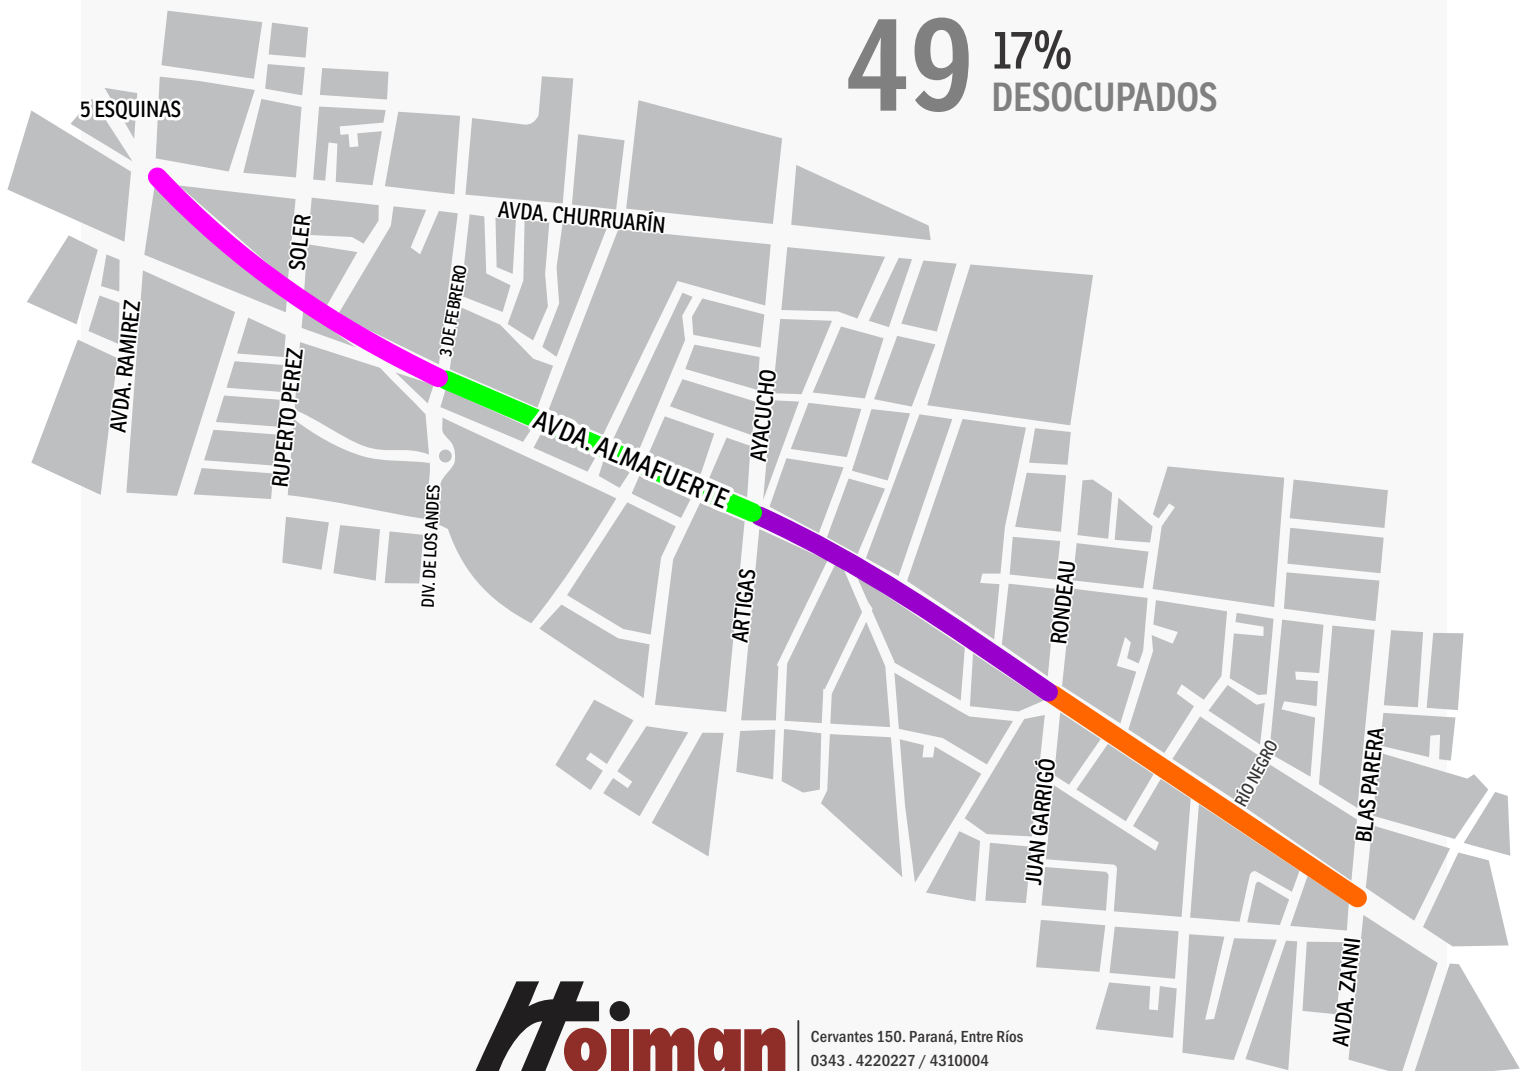 49 17%
DESOCUPADOS
5 ESQUINAS
AVDA. CHURRUARÍN
SOLER
3 DE FEBRERO
AVDA. RAMIREZ
RUPERTO PEREZ
AYACUCHO
AVDA. ALMAFUERTE
DIV. DE LOS ANDES
ARTIGAS
RONDEAU
RÍO NEGRO
BLAS PARERA
JUAN GARRIGÓ
AVDA. ZANNI
Hoiman
Cervantes 150. Paraná, Entre Ríos
0343 . 4220227 / 4310004